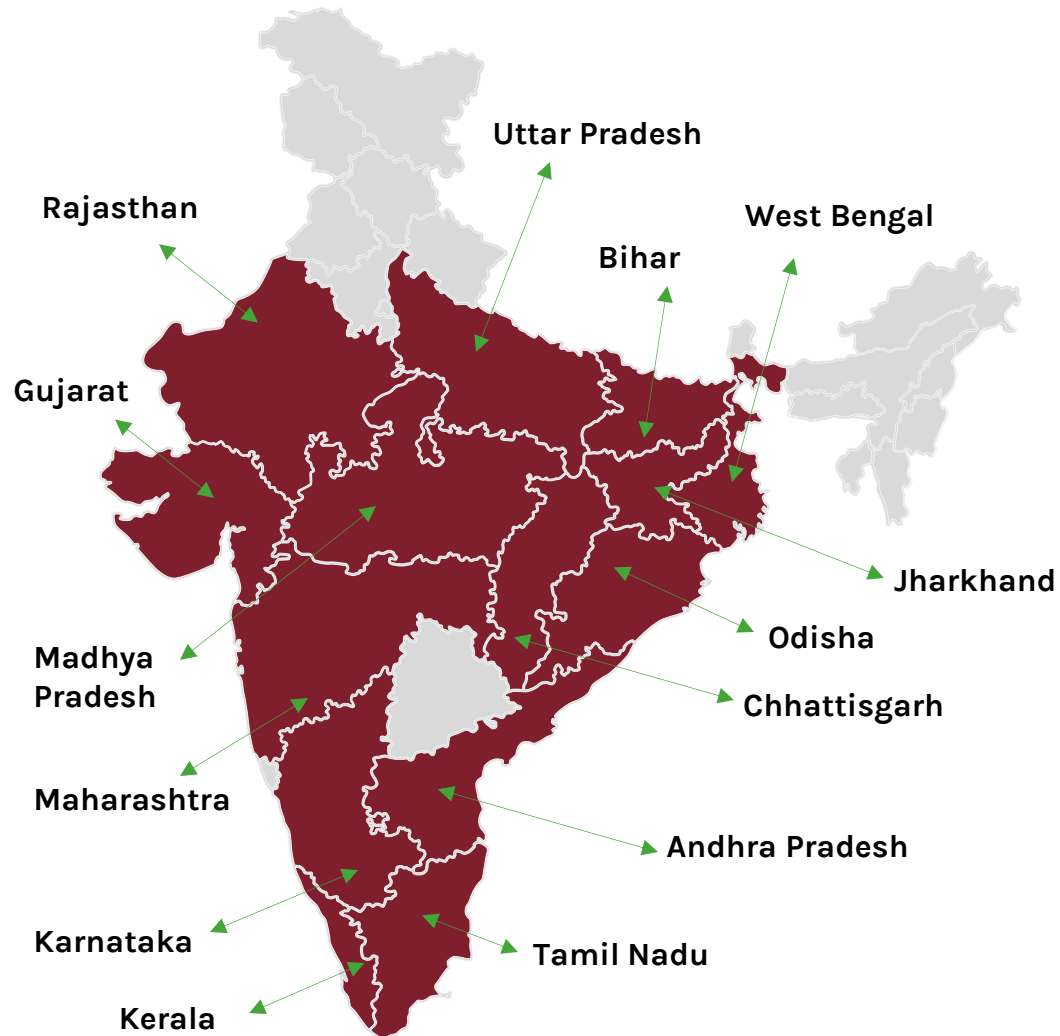 Uttar Pradesh
Rajasthan
West Bengal
Bihar
Gujarat
Jharkhand
Odisha
Madhya
Pradesh
Chhattisgarh
Maharashtra
Andhra Pradesh
Karnataka
Tamil Nadu
Kerala